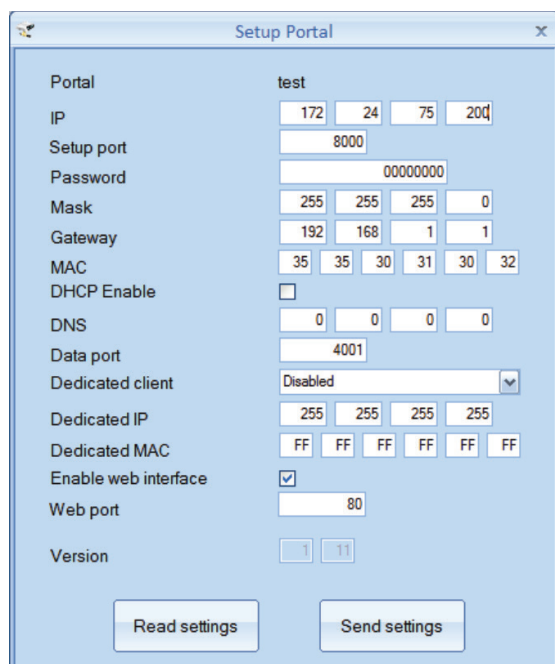 Setup Portal x
Portal test
IP 172 24 75 200
Setup port 8000
Password 00000000
Mask 255 255 255 0
Gateway 192 168 1 1
MAC 35 35 30 31 30 32
DHCP Enable
DNS 0 0 0 0
Data port 4001
Dedicated client Disabled
Dedicated IP 255 255 255 255
Dedicated MAC FF FF FF FF FF FF
Enable web interface
Web port 80
Version 1 11
Read settings Send settings